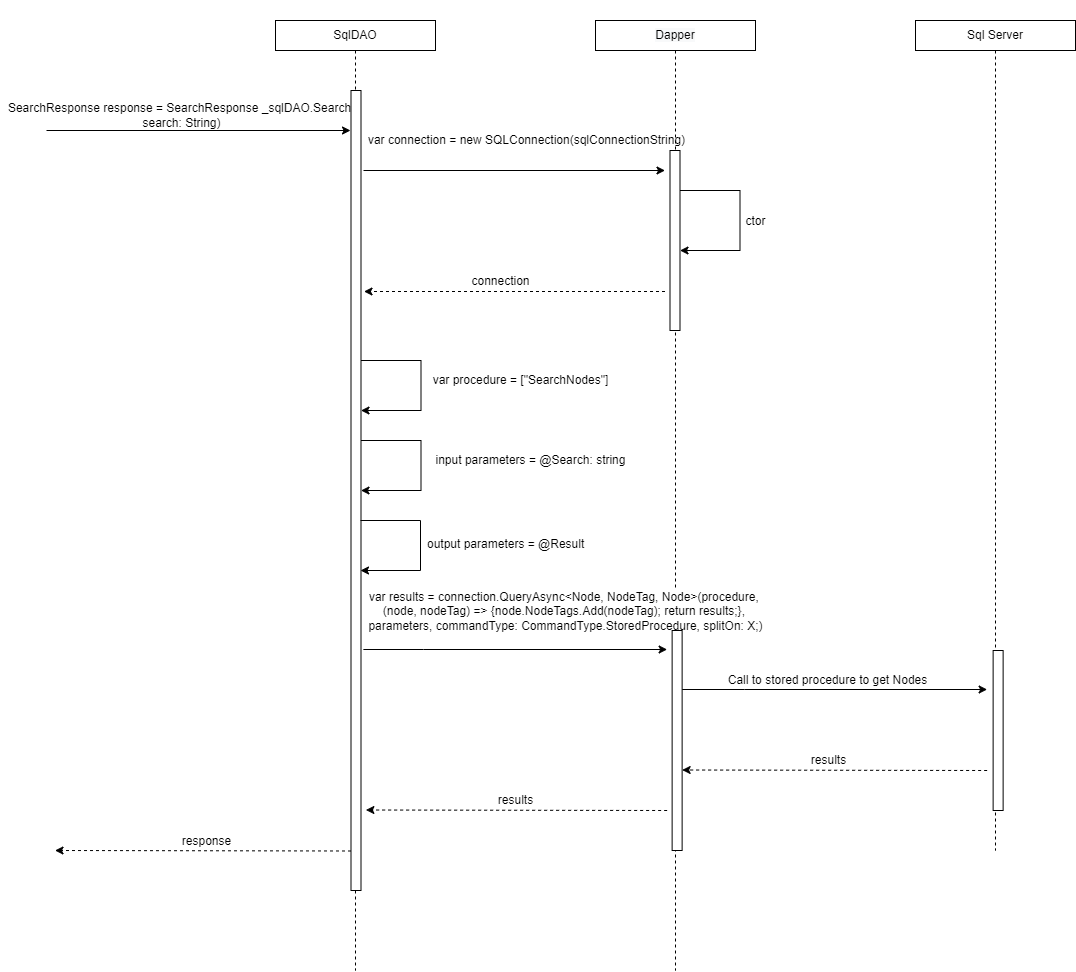 SqlDAO
Dapper
Sql Server
SearchResponse response = SearchResponse _sqlDAO.Search
search: String)
var connection = new SQLConnection(sqlConnectionString)
ctor
connection
var procedure = ["SearchNodes"]
input parameters = @Search: string
output parameters = @Result
var results = connection.QueryAsync<Node, NodeTag, Node>(procedure,
(node, nodeTag) => {node.NodeTags.Add(nodeTag); return results;},
parameters, commandType: CommandType.StoredProcedure, splitOn: X;)
Call to stored procedure to get Nodes
results
results
response